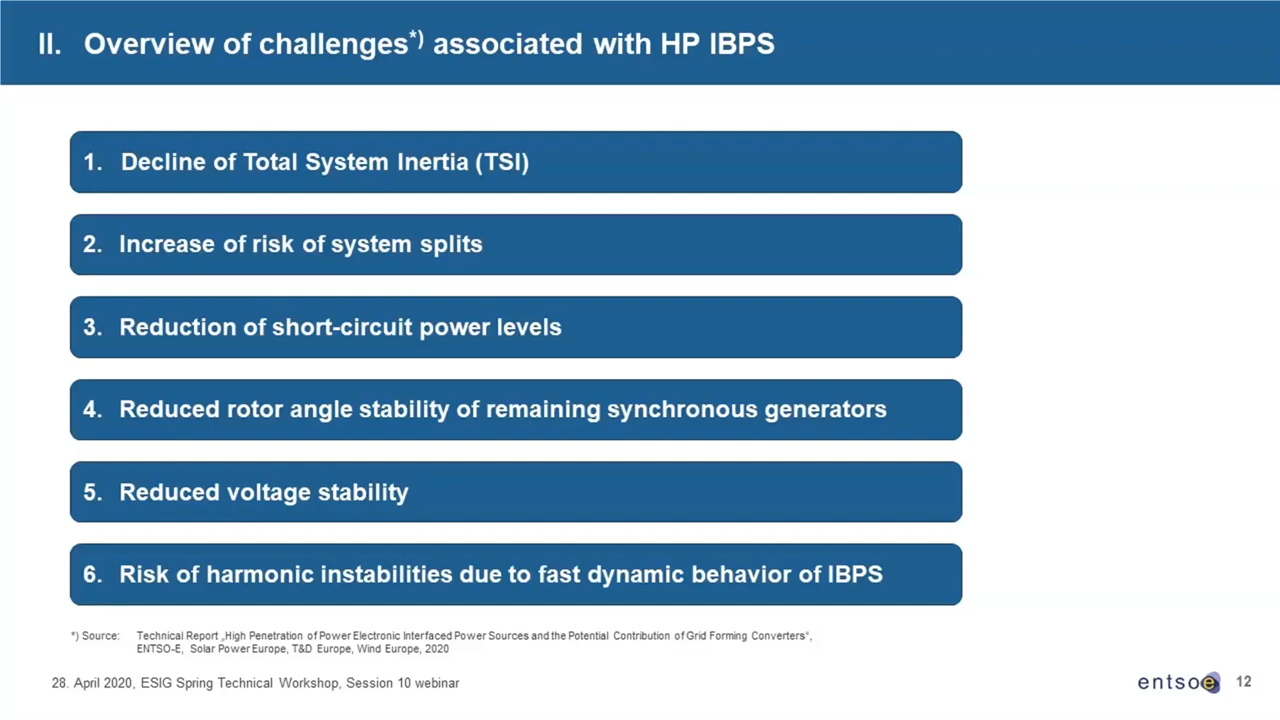 II. Overview of challenges*) associated with HP IBPS
1. Decline of Total System Inertia (TSI)
2. Increase of risk of system splits
3. Reduction of short-circuit power levels
4. Reduced rotor angle stability of remaining synchronous generators
5. Reduced voltage stability
6. Risk of harmonic instabilities due to fast dynamic behavior of IBPS
*) Source: Technical Report „High Penetration of Power Electronic Interfaced Power Sources and the Potential Contribution of Grid Forming Converters“,
ENTSO-E, Solar Power Europe, T&D Europe, Wind Europe, 2020
28. April 2020, ESIG Spring Technical Workshop, Session 10 webinar
entsoe 12